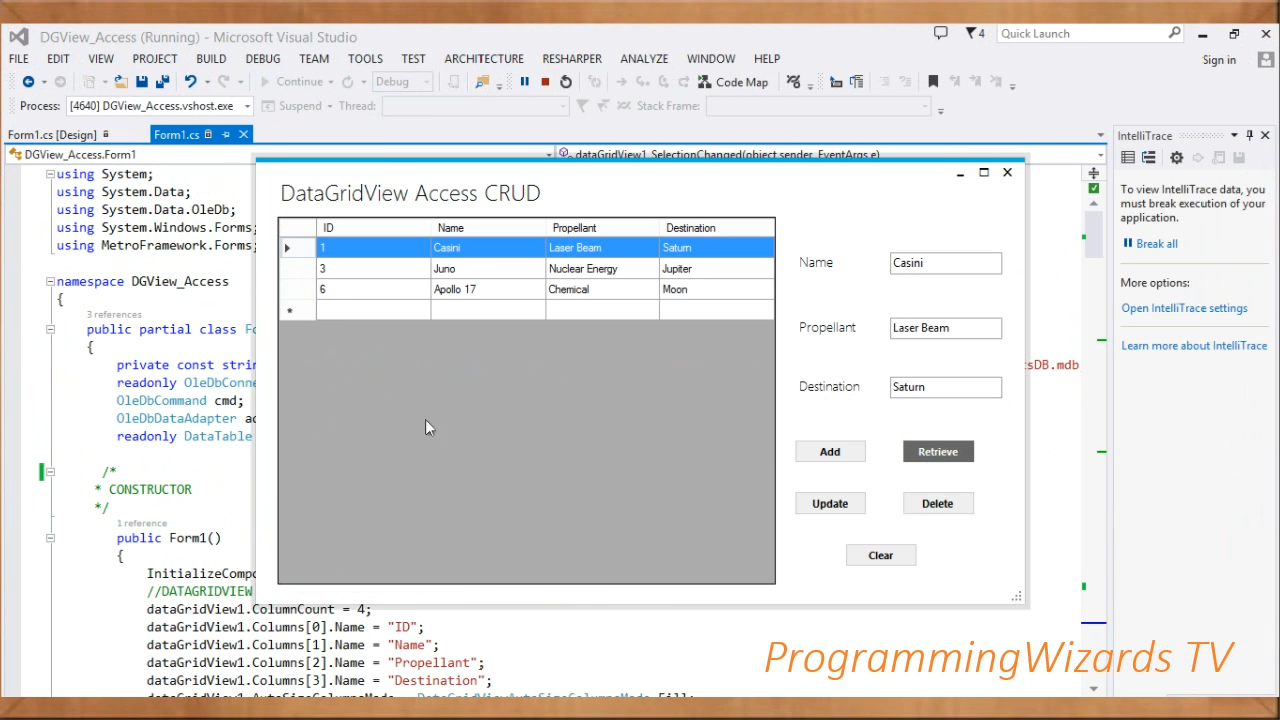 DGView_Access (Running) - Microsoft Visual Studio
4
Quick Launch
FILE EDIT VIEW PROJECT BUILD DEBUG TEAM TOOLS TEST ARCHITECTURE RESHARPER ANALYZE WINDOW HELP
Sign in
Continue
Debug
Code Map
Process: [4640] DGView_Access.vshost.exe
Suspend
Thread:
Stack Frame:
Form1.cs [Design]
Form1.cs
IntelliTrace
DGView_Access.Form1
dataGridView1.SelectionChanged(object sender, EventArgs e)
using System;
using System.Data;
using System.Data.OleDb;
using System.Windows.Forms;
using MetroFramework.Forms;
namespace DGView_Access
{
3 references
public partial class Fo
{
private const strin
sDB.mdb
readonly OleDbConne
OleDbCommand cmd;
OleDbDataAdapter ad
readonly DataTable
/*
* CONSTRUCTOR
*/
1 reference
public Form1()
{
InitializeCompo
//DATAGRIDVIEW
dataGridView1.ColumnCount = 4;
dataGridView1.Columns[0].Name = "ID";
dataGridView1.Columns[1].Name = "Name";
dataGridView1.Columns[2].Name = "Propellant";
dataGridView1.Columns[3].Name = "Destination";
DataGridView Access CRUD
ID Name Propellant Destination
1 Casini Laser Beam Saturn
3 Juno Nuclear Energy Jupiter
6 Apollo 17 Chemical Moon
*
Name Casini
Propellant Laser Beam
Destination Saturn
Add Retrieve
Update Delete
Clear
To view IntelliTrace data, you
must break execution of your
application.
Break all
More options:
Open IntelliTrace settings
Learn more about IntelliTrace
ProgrammingWizards TV